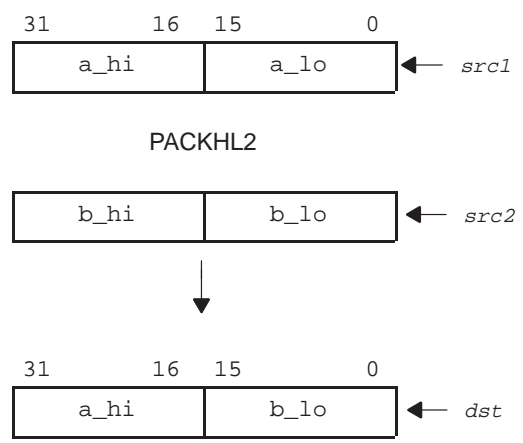 31 16 15 0
a_hi a_lo src1
PACKHL2
b_hi b_lo src2
31 16 15 0
a_hi b_lo dst